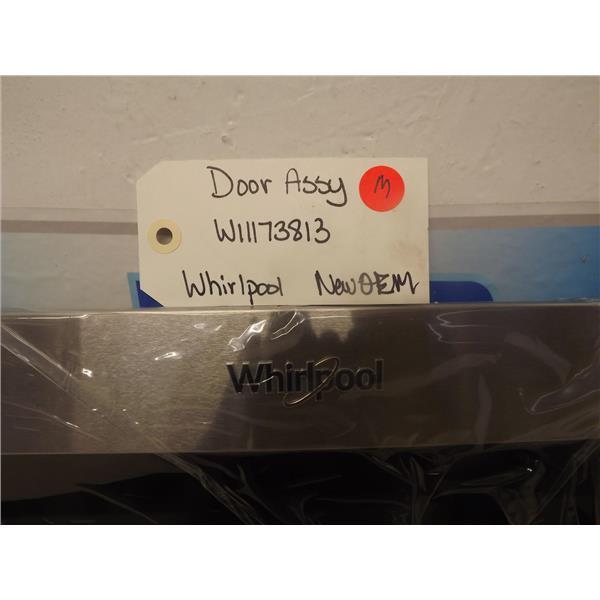 Door Assy M
W11173813
Whirlpool New OEM
Whirlpool